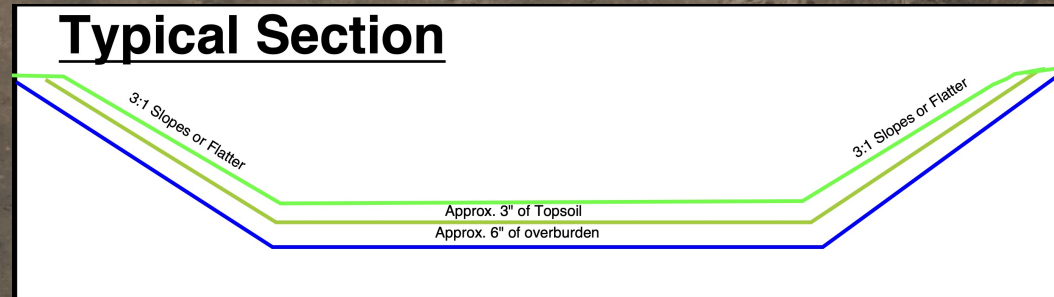 Typical Section
3:1 Slopes or Flatter
3:1 Slopes or Flatter
Approx. 3" of Topsoil
Approx. 6" of overburden